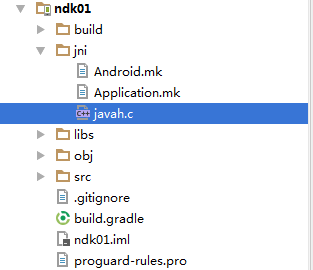 ndk01
build
jni
Android.mk
Application.mk
javah.c
libs
obj
src
.gitignore
build.gradle
ndk01.iml
proguard-rules.pro